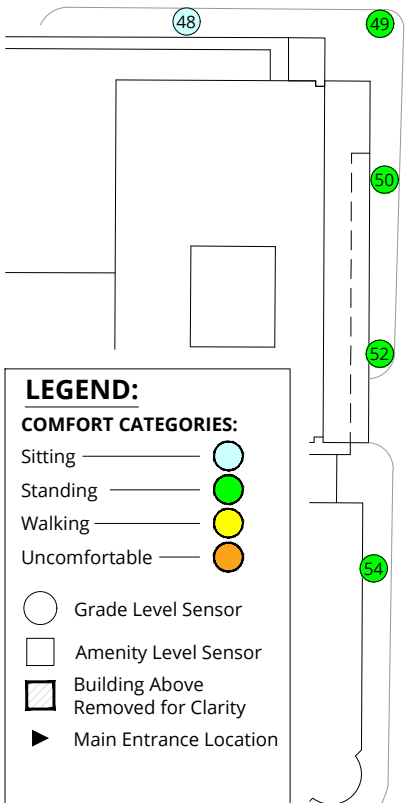 48
49
50
52
54
LEGEND:
COMFORT CATEGORIES:
Sitting
Standing
Walking
Uncomfortable
Grade Level Sensor
Amenity Level Sensor
Building Above
Removed for Clarity
Main Entrance Location